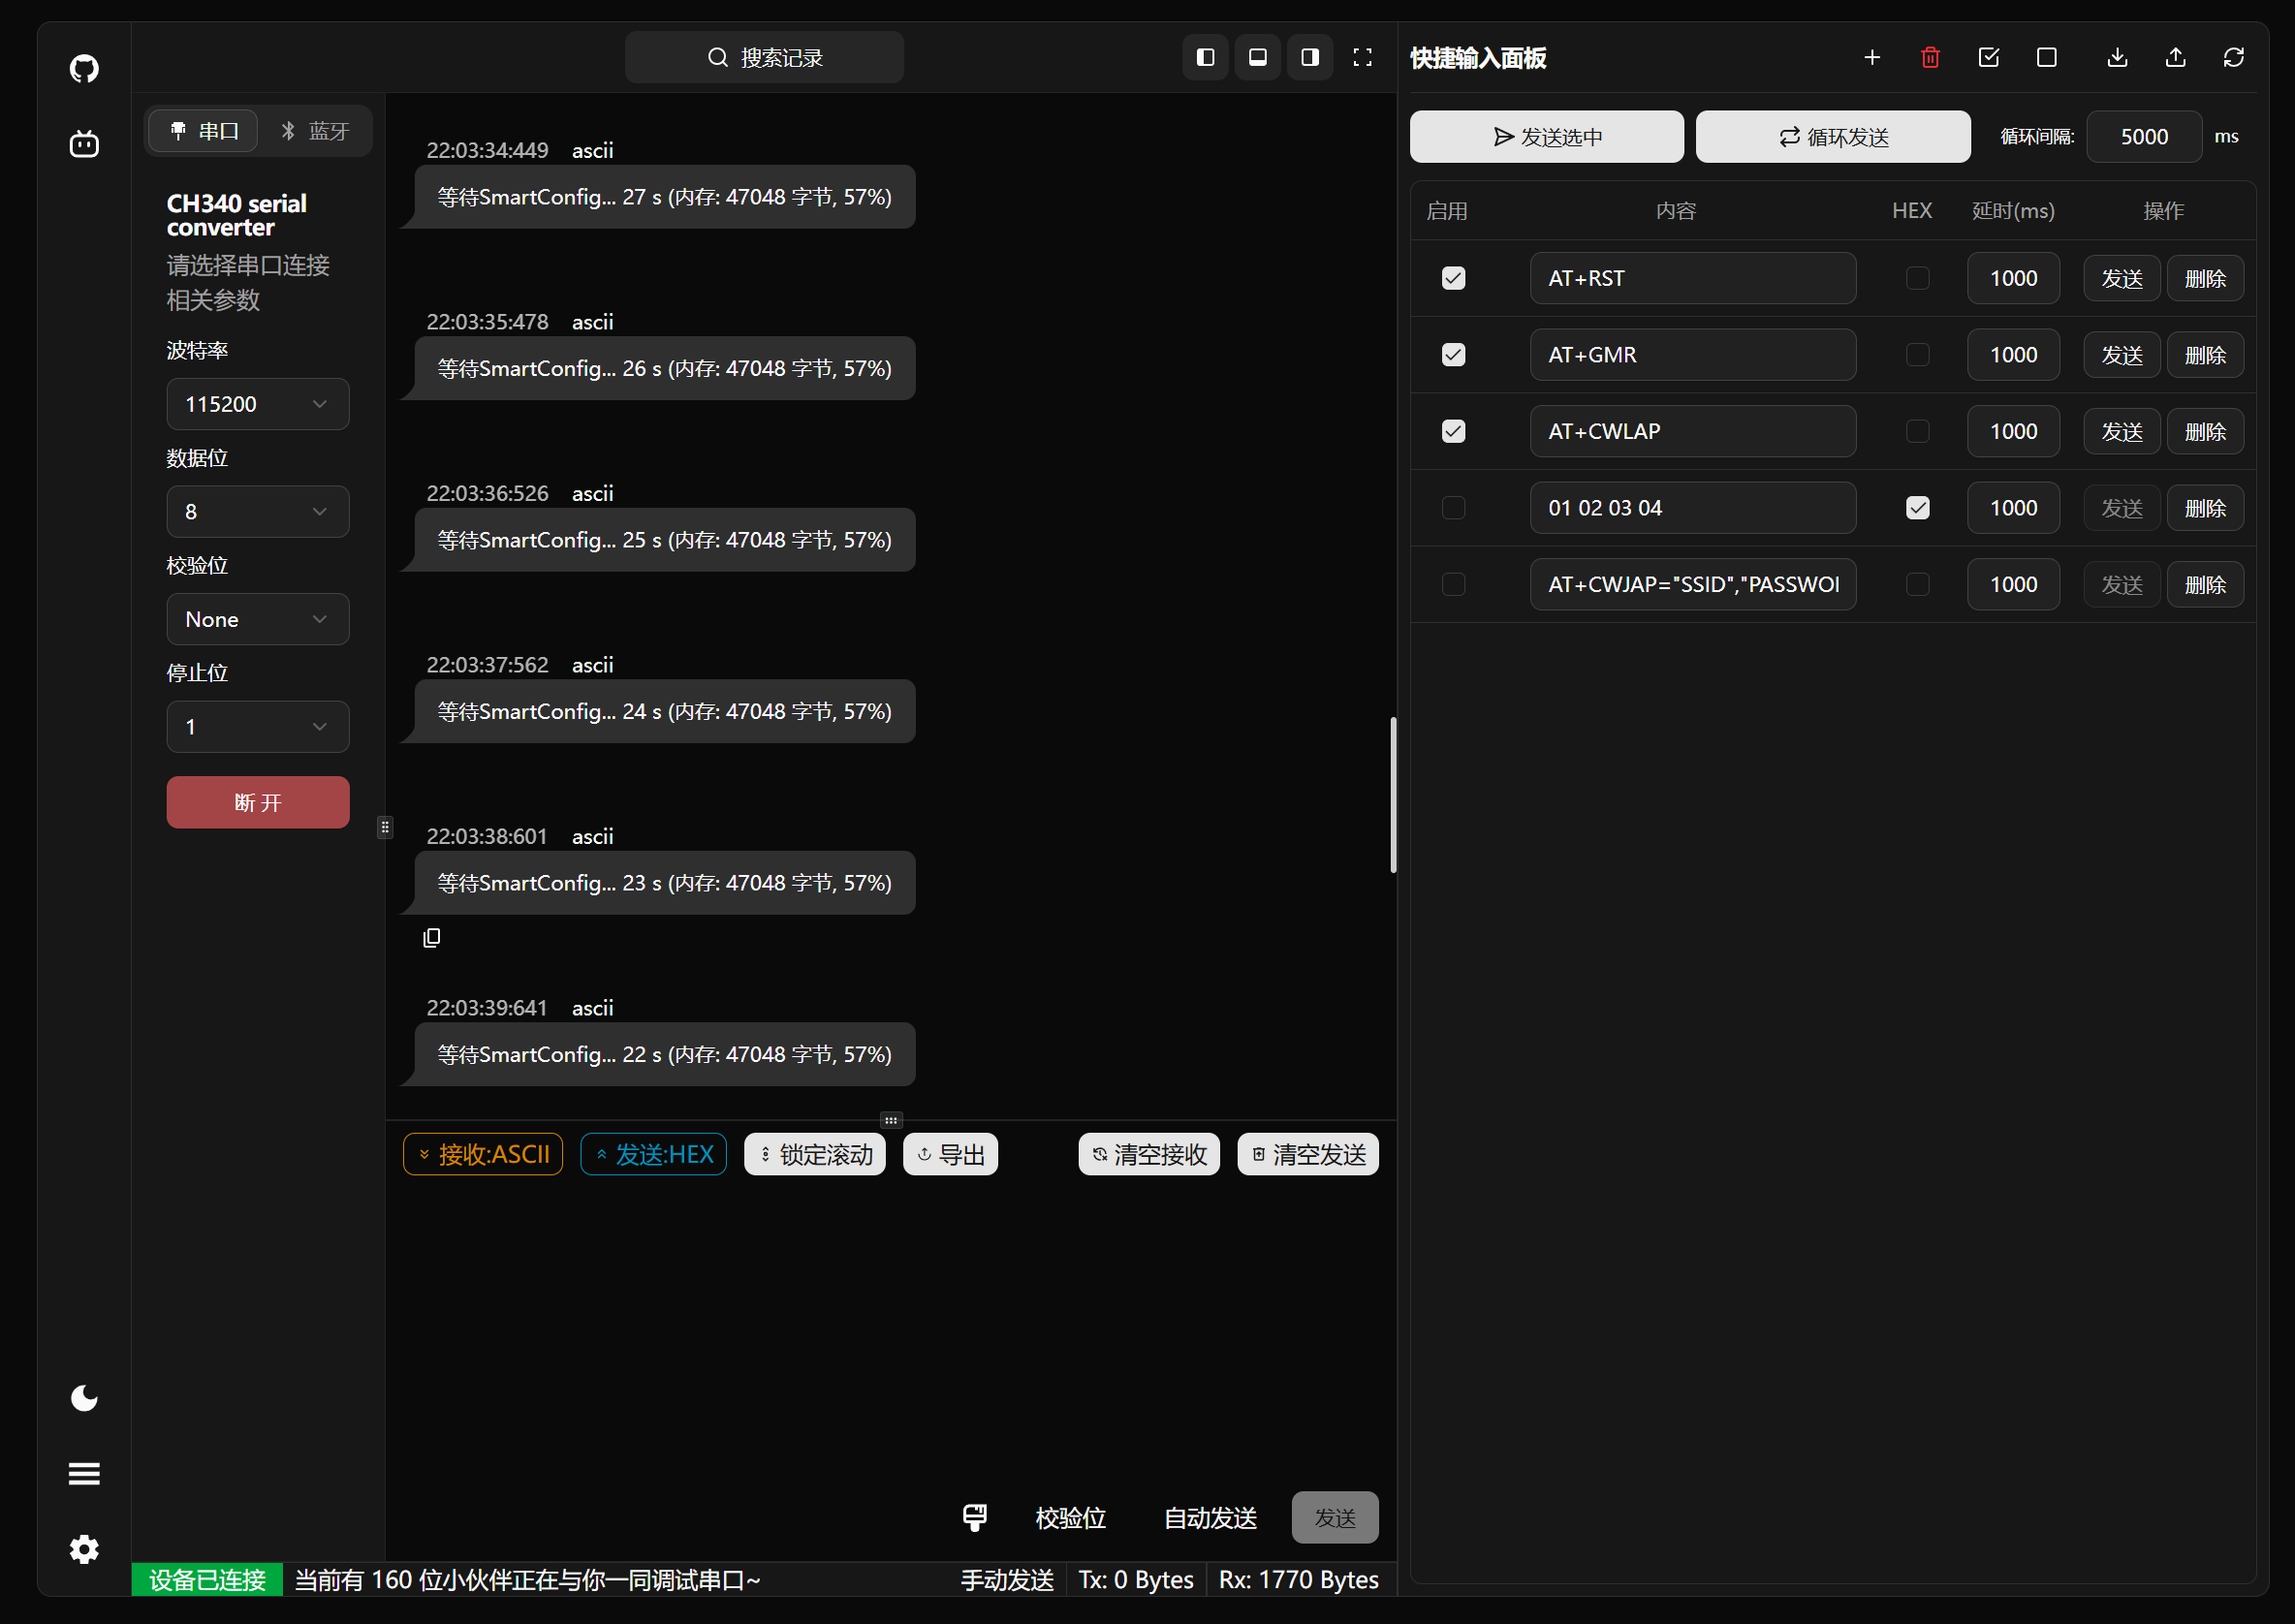 搜索记录
串口 蓝牙
CH340 serial
converter
请选择串口连接
相关参数
波特率
115200
数据位
8
校验位
None
停止位
1
断 开
22:03:34:449 ascii
等待SmartConfig... 27 s (内存: 47048 字节, 57%)
22:03:35:478 ascii
等待SmartConfig... 26 s (内存: 47048 字节, 57%)
22:03:36:526 ascii
等待SmartConfig... 25 s (内存: 47048 字节, 57%)
22:03:37:562 ascii
等待SmartConfig... 24 s (内存: 47048 字节, 57%)
22:03:38:601 ascii
等待SmartConfig... 23 s (内存: 47048 字节, 57%)
22:03:39:641 ascii
等待SmartConfig... 22 s (内存: 47048 字节, 57%)
接收:ASCII 发送:HEX 锁定滚动 导出 清空接收 清空发送
校验位 自动发送 发送
设备已连接 当前有 160 位小伙伴正在与你一同调试串口~ 手动发送 Tx: 0 Bytes Rx: 1770 Bytes
快捷输入面板
发送选中 循环发送 循环间隔: 5000 ms
启用 内容 HEX 延时(ms) 操作
AT+RST 1000 发送 删除
AT+GMR 1000 发送 删除
AT+CWLAP 1000 发送 删除
01 02 03 04 1000 发送 删除
AT+CWJAP="SSID","PASSWOI 1000 发送 删除